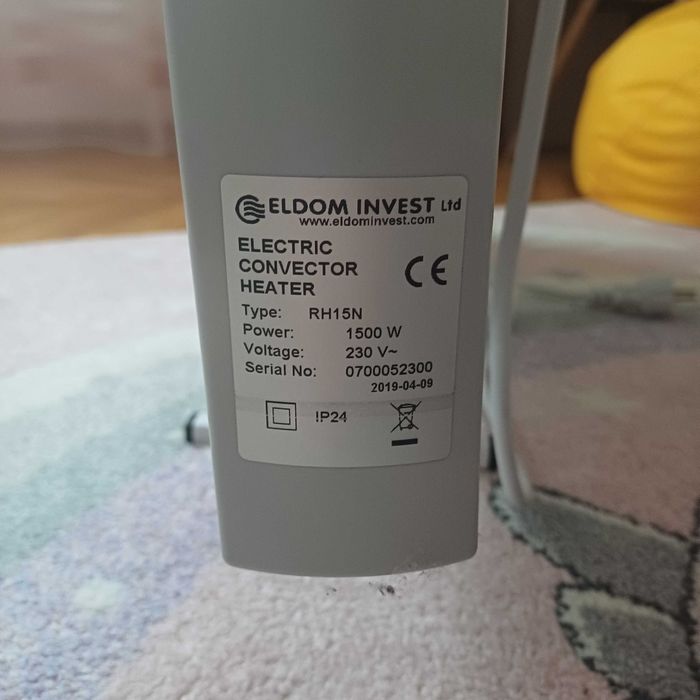 ELDOM INVEST Ltd
www.eldominvest.com
ELECTRIC
CONVECTOR
HEATER
CE
Type: RH15N
Power: 1500 W
Voltage: 230 V~
Serial No: 0700052300
2019-04-09
IP24